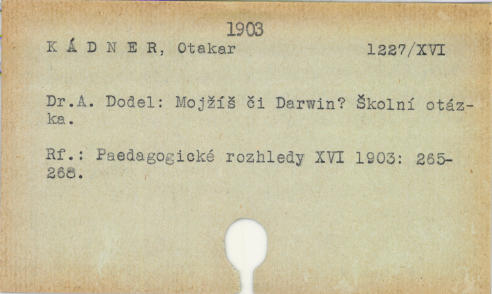 1903
KÁDNER, Otakar 1227/XVI
Dr.A. Dodel: Mojžíš či Darwin? Školní otáz-
ka.
Rf.: Paedagogické rozhledy XVI 1903: 265-
268.